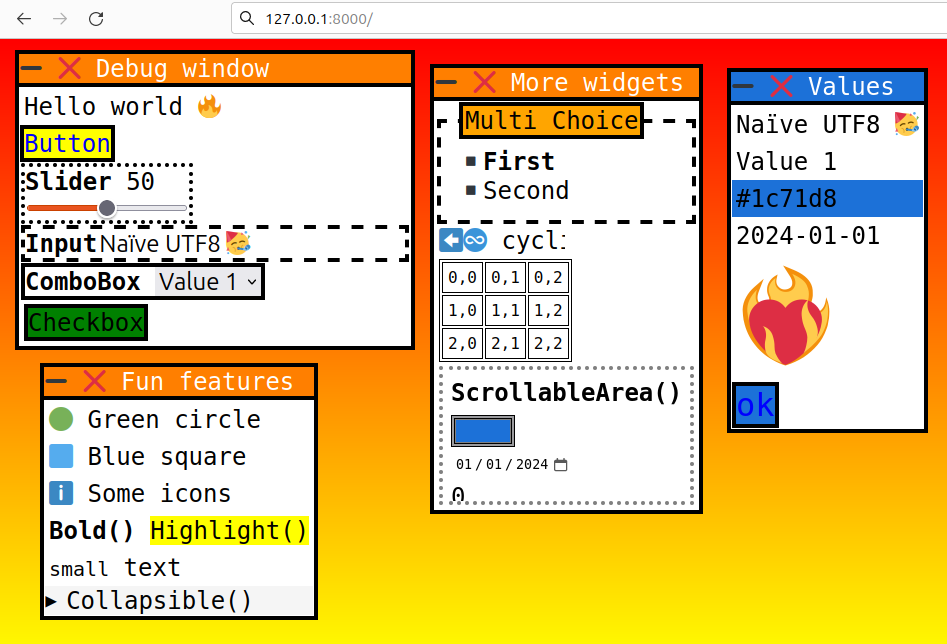 127.0.0.1:8000/
Debug window
Hello world 🔥
Button
Slider 50
Input Naïve UTF8 🥳
ComboBox Value 1
Checkbox
Fun features
Green circle
Blue square
Some icons
Bold() Highlight()
small text
Collapsible()
More widgets
Multi Choice
First
Second
0,0 0,1 0,2
1,0 1,1 1,2
2,0 2,1 2,2
ScrollableArea()
01/01/2024
0
Values
Naïve UTF8 🥳
Value 1
#1c71d8
2024-01-01
ok